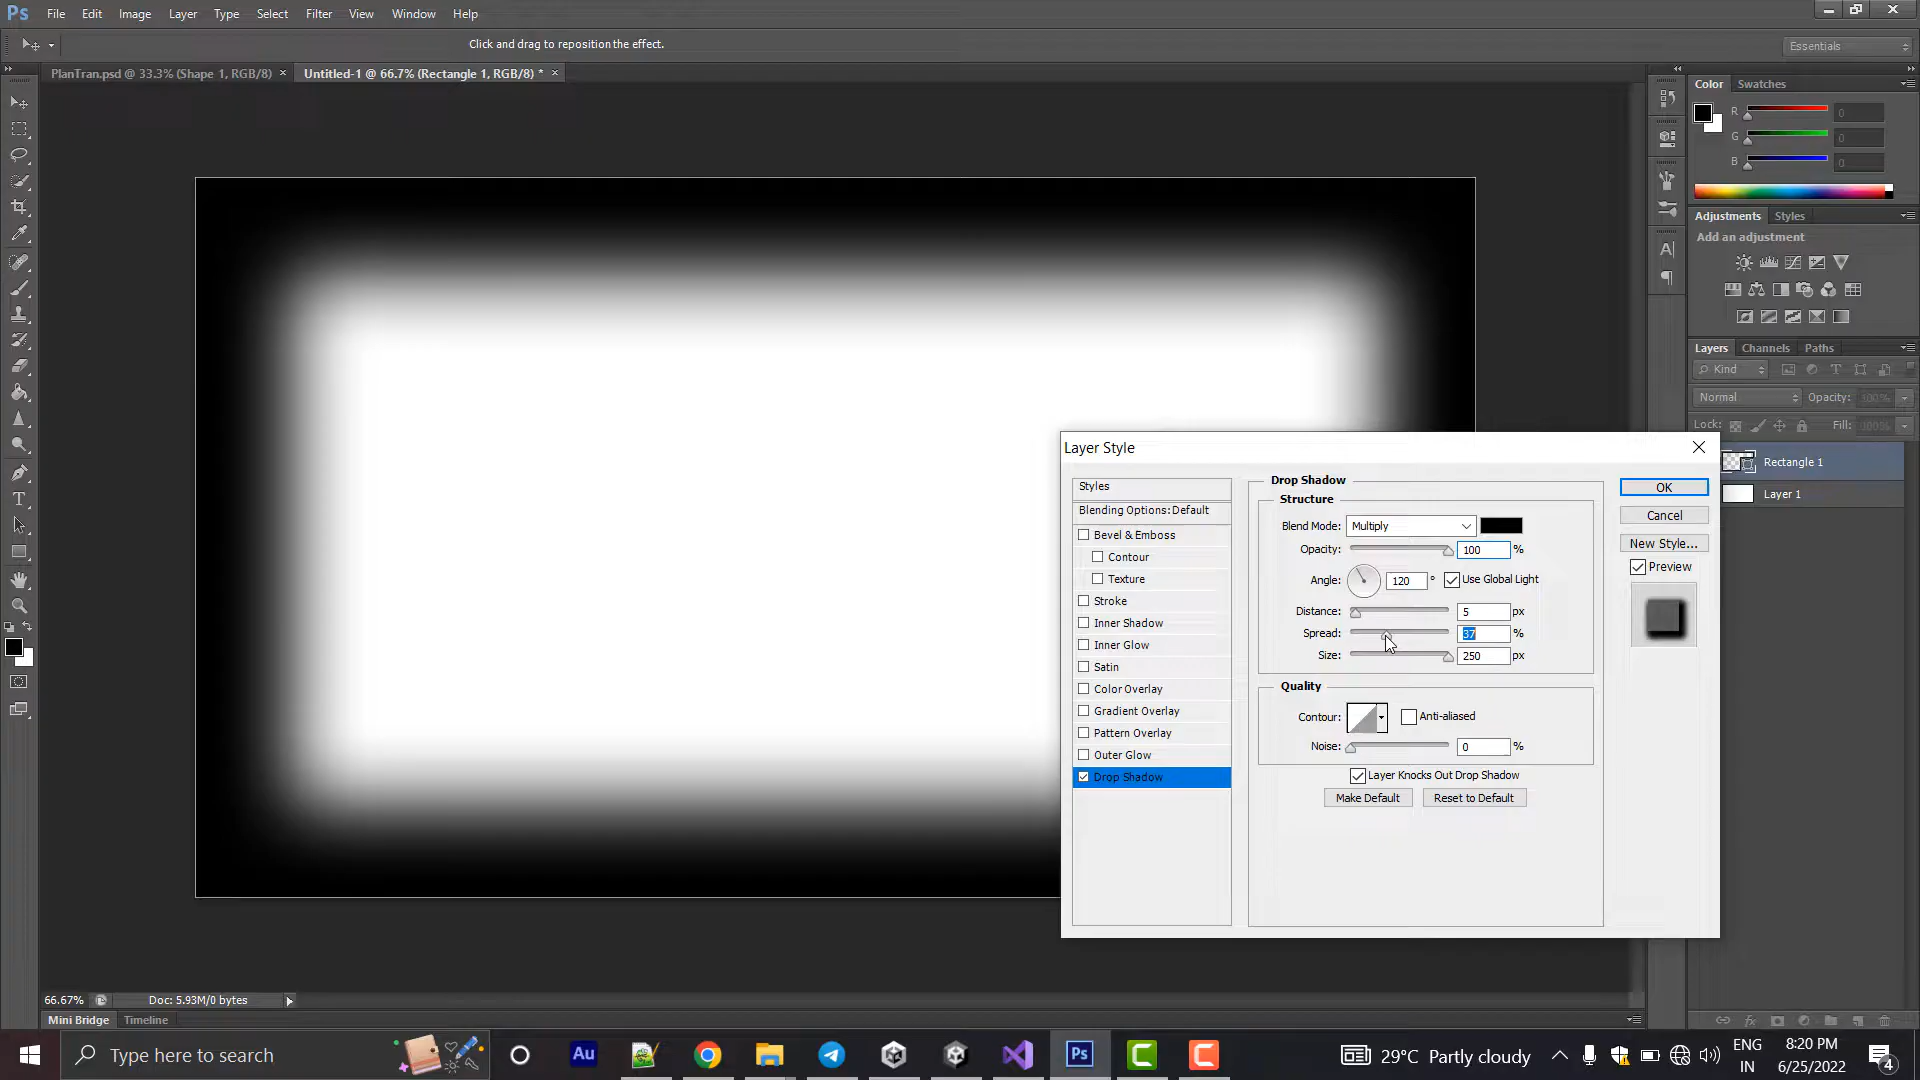 Ps File Edit Image Layer Type Select Filter View Window Help
Click and drag to reposition the effect.
Essentials
PlanTran.psd @ 33.3% (Shape 1, RGB/8) ×
Untitled-1 @ 66.7% (Rectangle 1, RGB/8) * ×
Color Swatches
R 0
G 0
B 0
Adjustments Styles
Add an adjustment
Layers Channels Paths
Kind
Normal Opacity: 100%
Lock: Fill: 100%
Rectangle 1
Layer 1
Layer Style
Styles
Blending Options: Default
Bevel & Emboss
Contour
Texture
Stroke
Inner Shadow
Inner Glow
Satin
Color Overlay
Gradient Overlay
Pattern Overlay
Outer Glow
Drop Shadow
Drop Shadow
Structure
Blend Mode: Multiply
Opacity: 100 %
Angle: 120 ° Use Global Light
Distance: 5 px
Spread: 37 %
Size: 250 px
Quality
Contour: Anti-aliased
Noise: 0 %
Layer Knocks Out Drop Shadow
Make Default Reset to Default
OK
Cancel
New Style...
Preview
66.67% Doc: 5.93M/0 bytes
Mini Bridge Timeline
Type here to search
Au
Ps
29°C Partly cloudy
ENG
IN
8:20 PM
6/25/2022
4